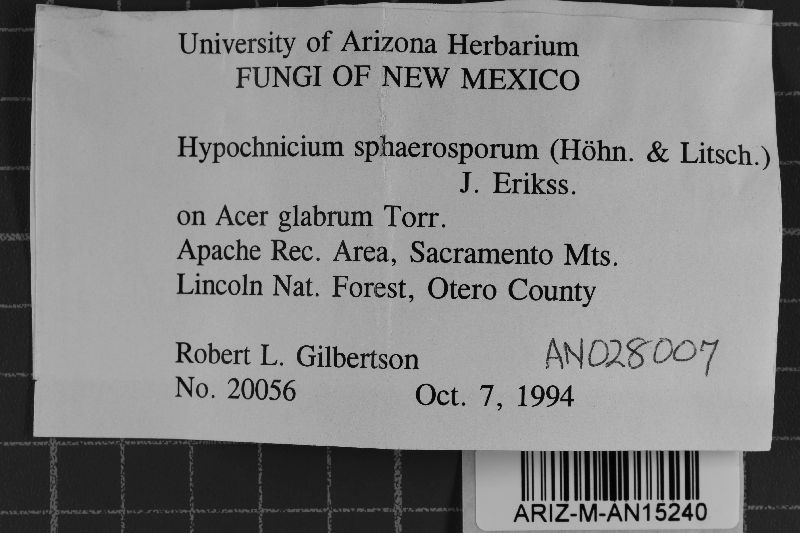 University of Arizona Herbarium
FUNGI OF NEW MEXICO
Hypochnicium sphaerosporum (Höhn. & Litsch.)
J. Erikss.
on Acer glabrum Torr.
Apache Rec. Area, Sacramento Mts.
Lincoln Nat. Forest, Otero County
Robert L. Gilbertson
AN028007
No. 20056
Oct. 7, 1994
ARIZ-M-AN15240